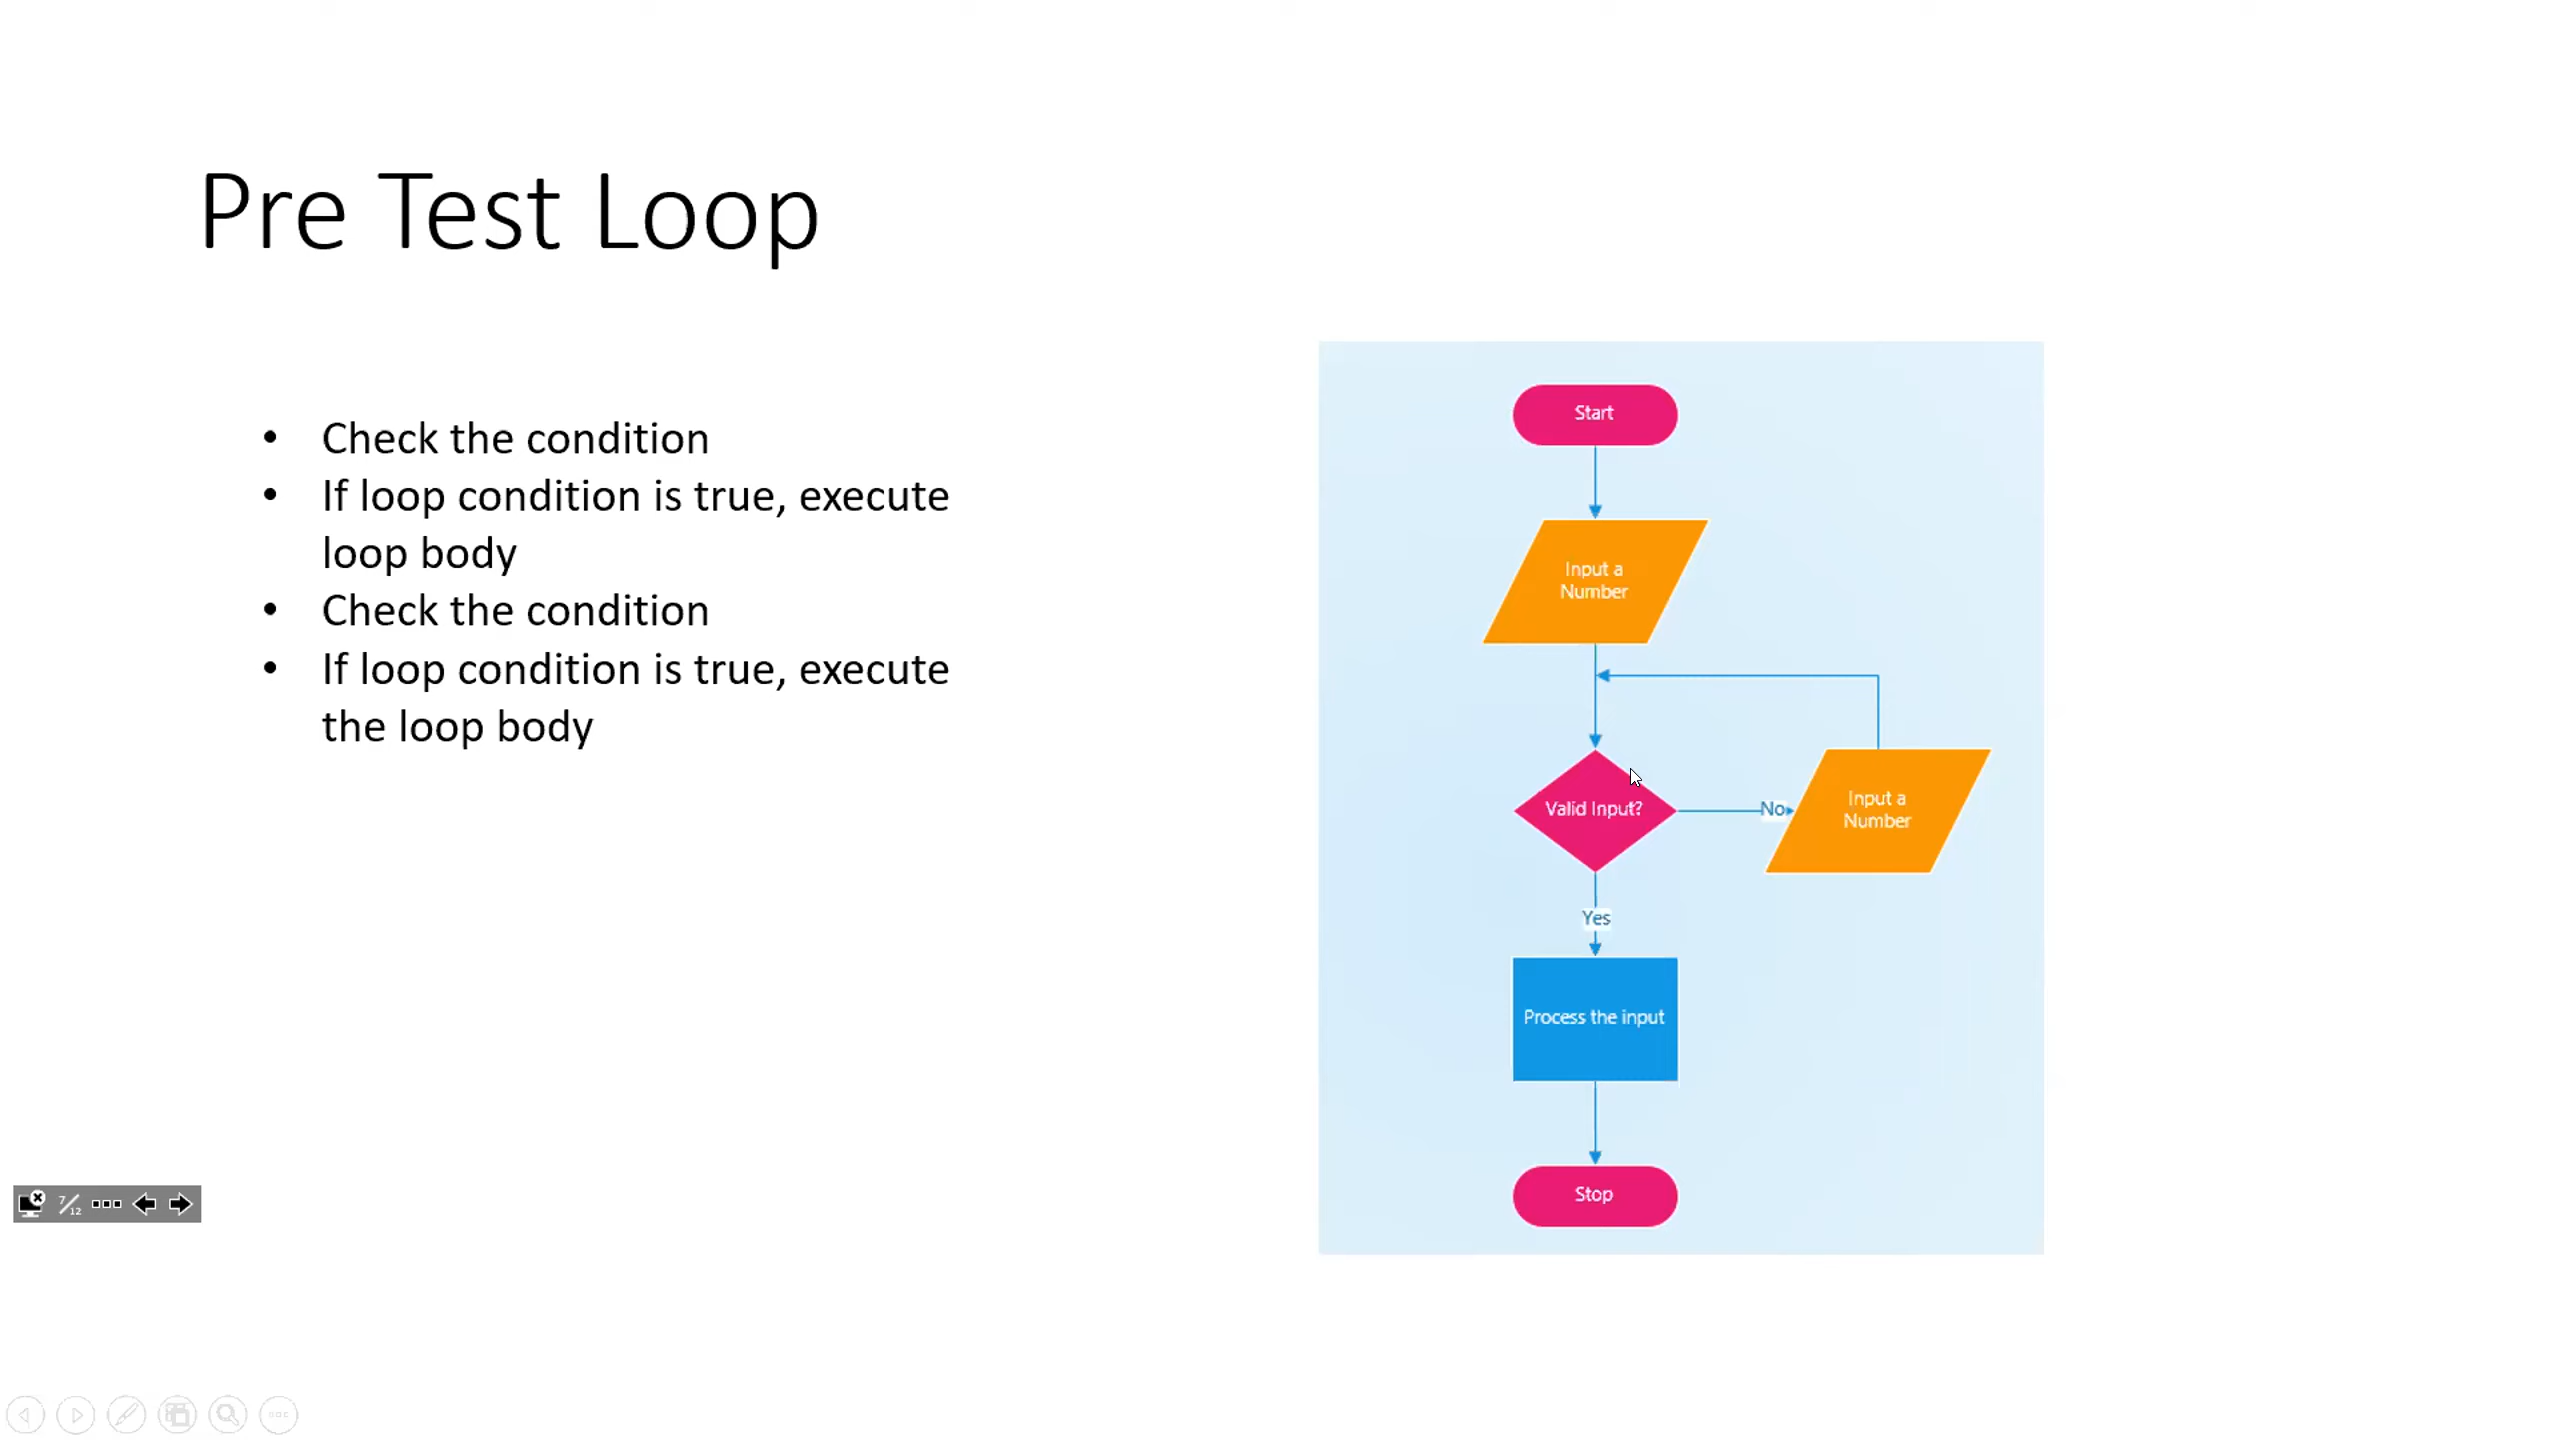 Pre Test Loop
• Check the condition
• If loop condition is true, execute
loop body
• Check the condition
• If loop condition is true, execute
the loop body
Start
Input a
Number
Valid Input?
No
Input a
Number
Yes
Process the input
Stop
7/12